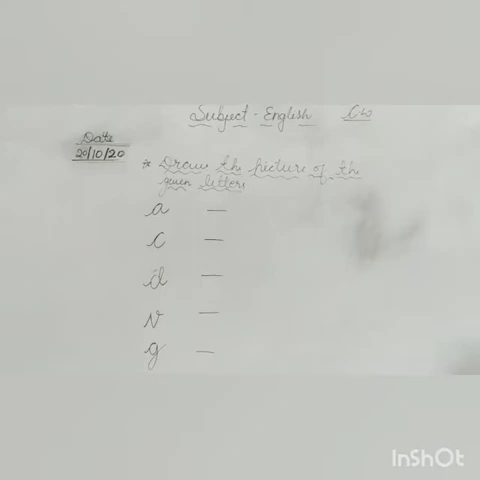 Subject - English C.W
Date
20/10/20
* Draw the picture of the
given letters
a —
c —
d —
v —
g —
InShOt